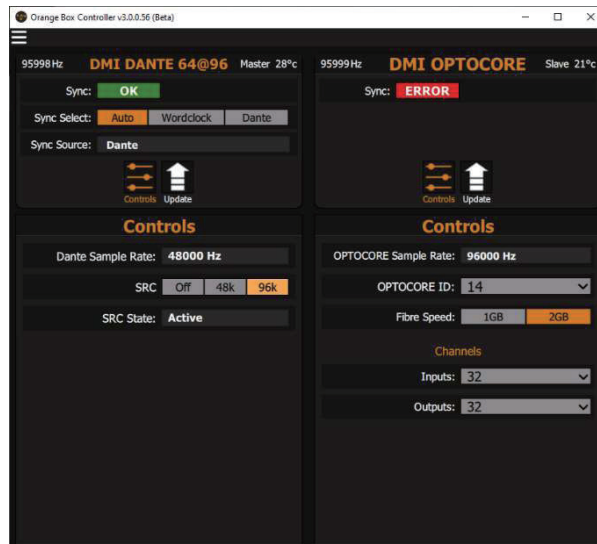 Orange Box Controller v3.0.0.56 (Beta)
95998Hz DMI DANTE 64@96 Master 28°c
Sync: OK
Sync Select: Auto Wordclock Dante
Sync Source: Dante
Controls Update
Controls
Dante Sample Rate: 48000 Hz
SRC Off 48k 96k
SRC State: Active
95999Hz DMI OPTOCORE Slave 21°c
Sync: ERROR
Controls Update
Controls
OPTOCORE Sample Rate: 96000 Hz
OPTOCORE ID: 14
Fibre Speed: 1GB 2GB
Channels
Inputs: 32
Outputs: 32